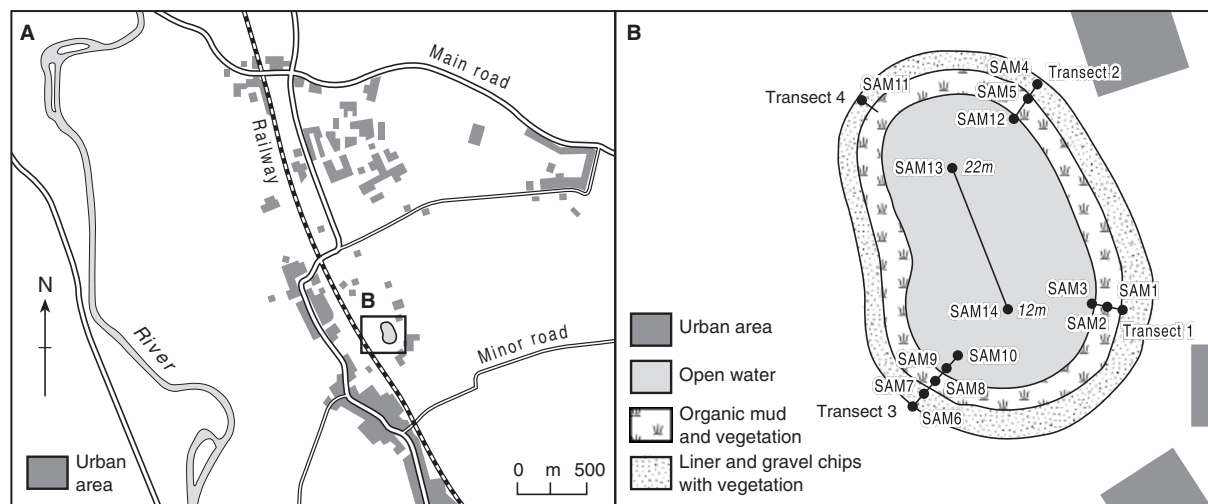 A
Main road
Railway
N
River
B
Minor road
Urban
area
0 m 500
B
SAM4
Transect 2
SAM11
SAM5
Transect 4
SAM12
SAM13 22m
SAM3
SAM1
SAM14 12m
SAM2
Transect 1
SAM9
SAM10
SAM7
SAM8
Transect 3
SAM6
Urban area
Open water
Organic mud
and vegetation
Liner and gravel chips
with vegetation